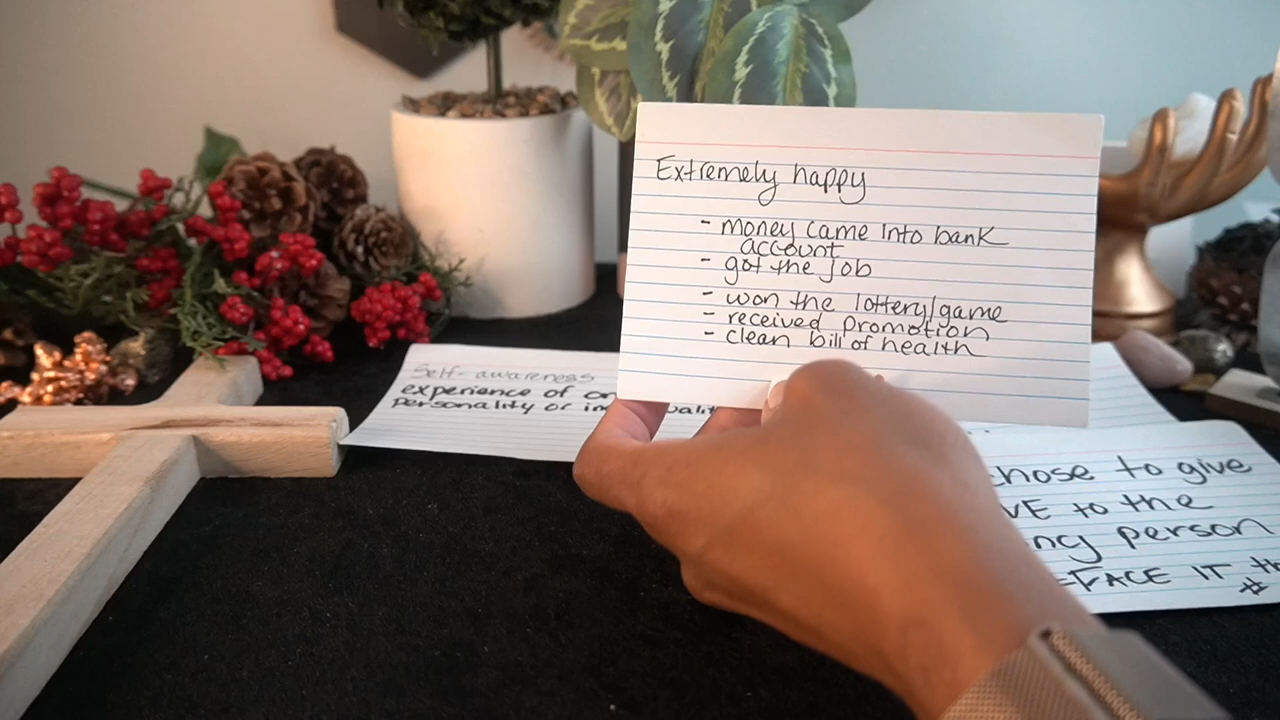 Extremely happy
- money came into bank
account
- got the job
- won the lottery/game
- received promotion
- clean bill of health
Self-awareness
experience of
personality or
chose to give
to the
person
FACE IT
#